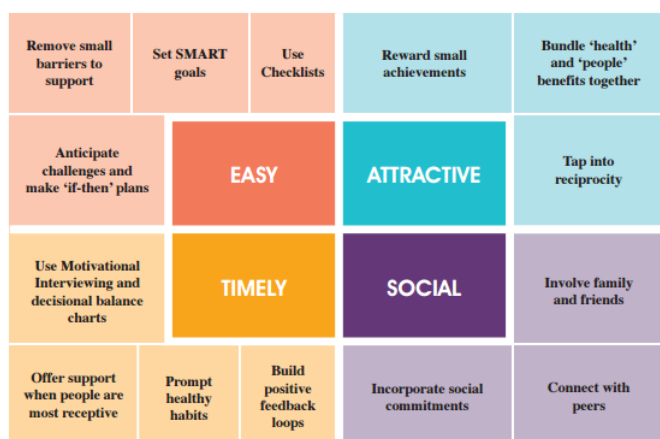 Remove small
barriers to
support
Set SMART
goals
Use
Checklists
Reward small
achievements
Bundle ‘health’
and ‘people’
benefits together
Anticipate
challenges and
make ‘if-then’ plans
EASY
ATTRACTIVE
Tap into
reciprocity
Use Motivational
Interviewing and
decisional balance
charts
TIMELY
SOCIAL
Involve family
and friends
Offer support
when people are
most receptive
Prompt
healthy
habits
Build
positive
feedback
loops
Incorporate social
commitments
Connect with
peers